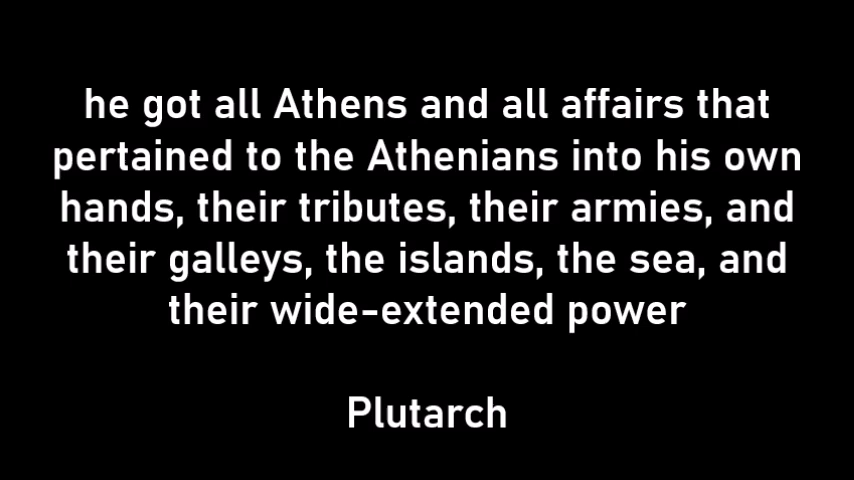 he got all Athens and all affairs that
pertained to the Athenians into his own
hands, their tributes, their armies, and
their galleys, the islands, the sea, and
their wide-extended power
Plutarch